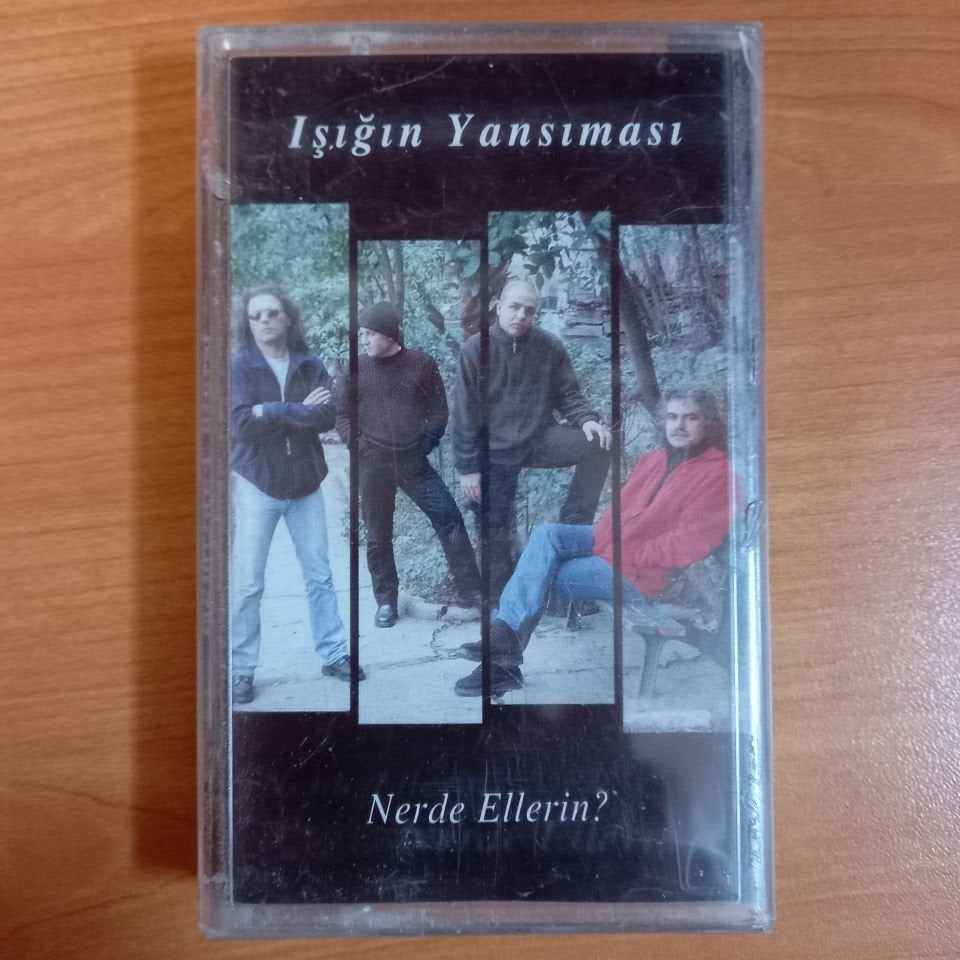 Işığın Yansıması
Nerde Ellerin?